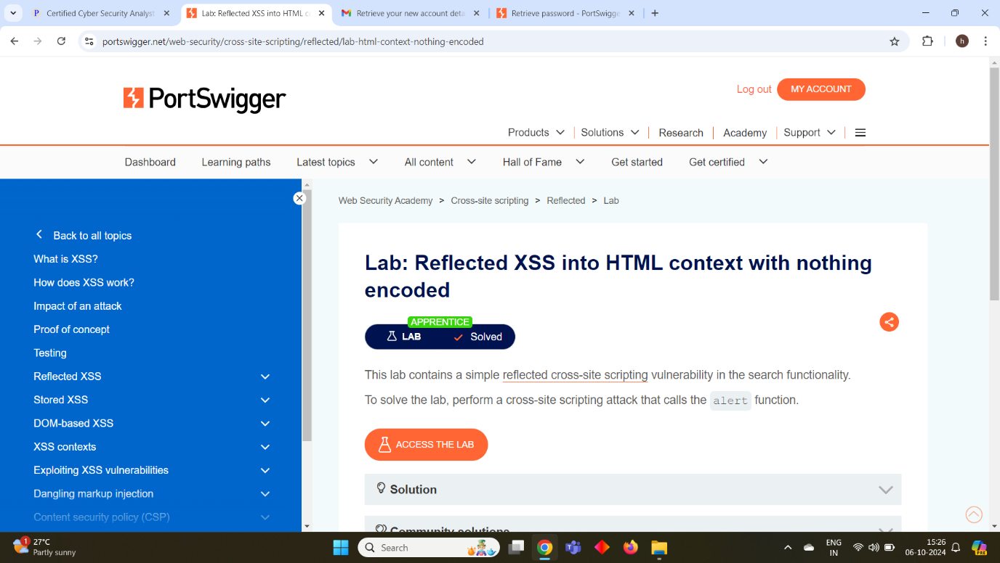 Certified Cyber Security Analyst
Lab: Reflected XSS into HTML c
Retrieve your new account deta
Retrieve password - PortSwigge
portswigger.net/web-security/cross-site-scripting/reflected/lab-html-context-nothing-encoded
h
PortSwigger
Log out
MY ACCOUNT
Products
Solutions
Research
Academy
Support
Dashboard
Learning paths
Latest topics
All content
Hall of Fame
Get started
Get certified
Back to all topics
What is XSS?
How does XSS work?
Impact of an attack
Proof of concept
Testing
Reflected XSS
Stored XSS
DOM-based XSS
XSS contexts
Exploiting XSS vulnerabilities
Dangling markup injection
Content security policy (CSP)
Web Security Academy > Cross-site scripting > Reflected > Lab
Lab: Reflected XSS into HTML context with nothing
encoded
APPRENTICE
LAB Solved
This lab contains a simple reflected cross-site scripting vulnerability in the search functionality.
To solve the lab, perform a cross-site scripting attack that calls the alert function.
ACCESS THE LAB
Solution
Community solutions
1
27°C
Partly sunny
Search
ENG
IN
15:26
06-10-2024
PRE